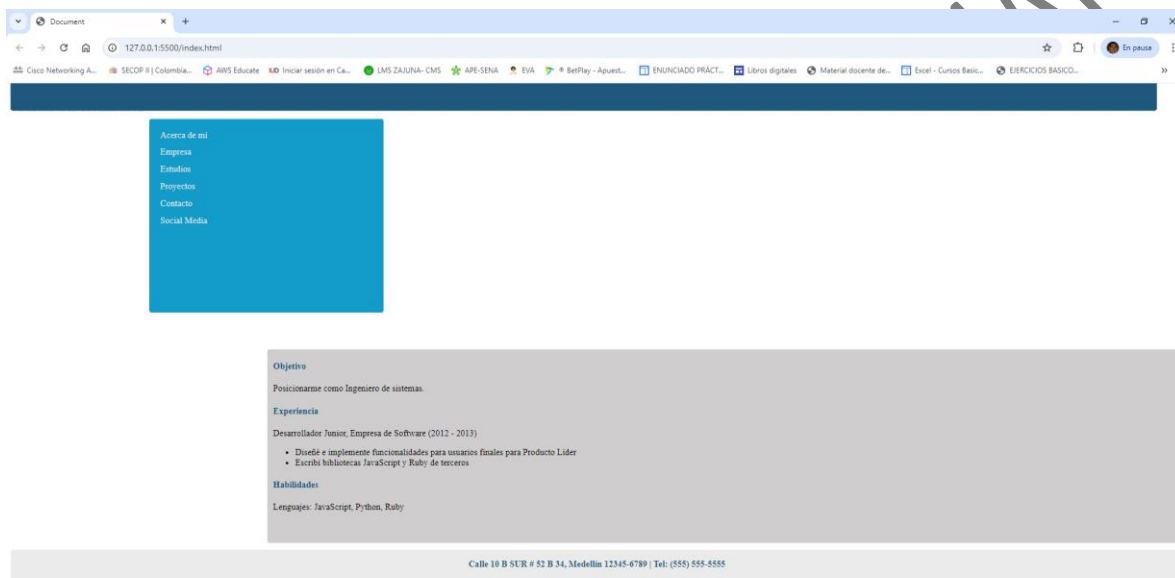 Document
127.0.0.1:5500/index.html
En pausa
Cisco Networking A... SECOP II | Colombia... AWS Educate Iniciar sesión en Ca... LMS ZAJUNA- CMS APE-SENA EVA ® BetPlay - Apuest... ENUNCIADO PRÁCT... Libros digitales Material docente de... Excel - Cursos Basic... EJERCICIOS BASICO...
Acerca de mi
Empresa
Estudios
Proyectos
Contacto
Social Media
Objetivo
Posicionarme como Ingeniero de sistemas.
Experiencia
Desarrollador Junior, Empresa de Software (2012 - 2013)
Diseñé e implemente funcionalidades para usuarios finales para Producto Lider
Escribi bibliotecas JavaScript y Ruby de terceros
Habilidades
Lenguajes: JavaScript, Python, Ruby
Calle 10 B SUR # 52 B 34, Medellin 12345-6789 | Tel: (555) 555-5555